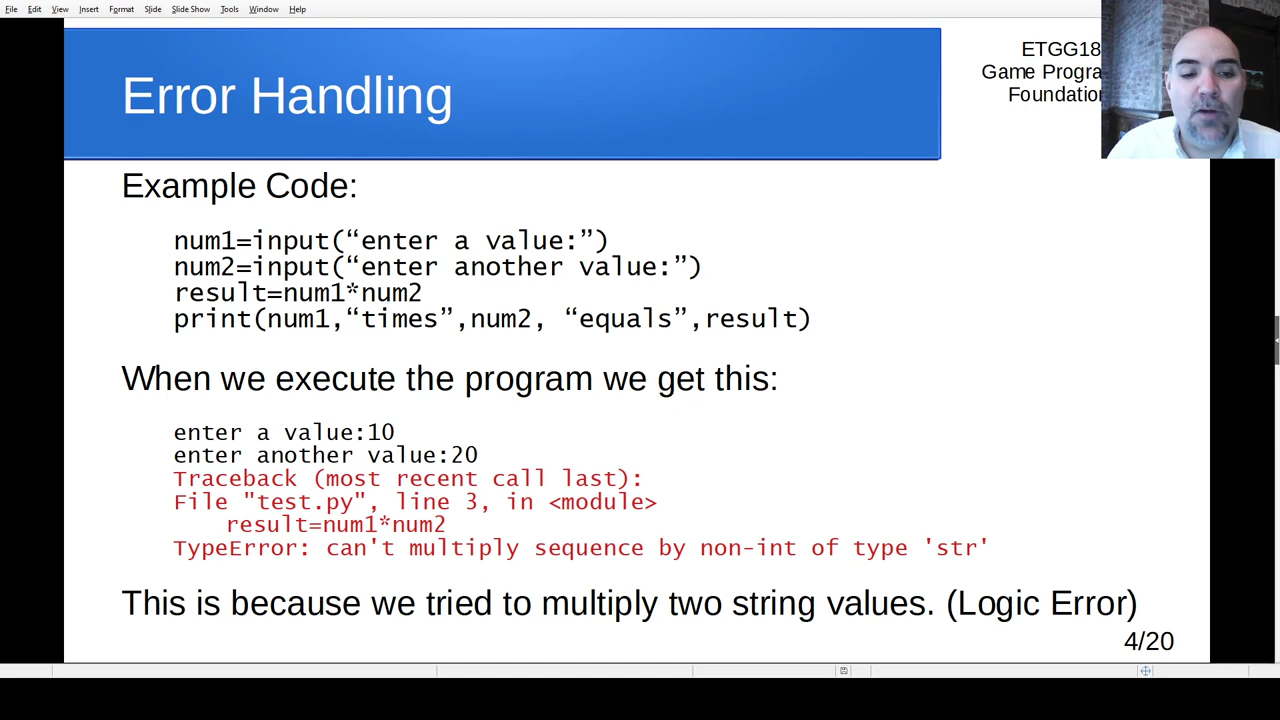 File Edit View Insert Format Slide Slide Show Tools Window Help
Error Handling
ETGG18
Game Progra
Foundation
Example Code:
num1=input(“enter a value:”)
num2=input(“enter another value:”)
result=num1*num2
print(num1,“times”,num2, “equals”,result)
When we execute the program we get this:
enter a value:10
enter another value:20
Traceback (most recent call last):
File "test.py", line 3, in <module>
result=num1*num2
TypeError: can't multiply sequence by non-int of type 'str'
This is because we tried to multiply two string values. (Logic Error)
4/20